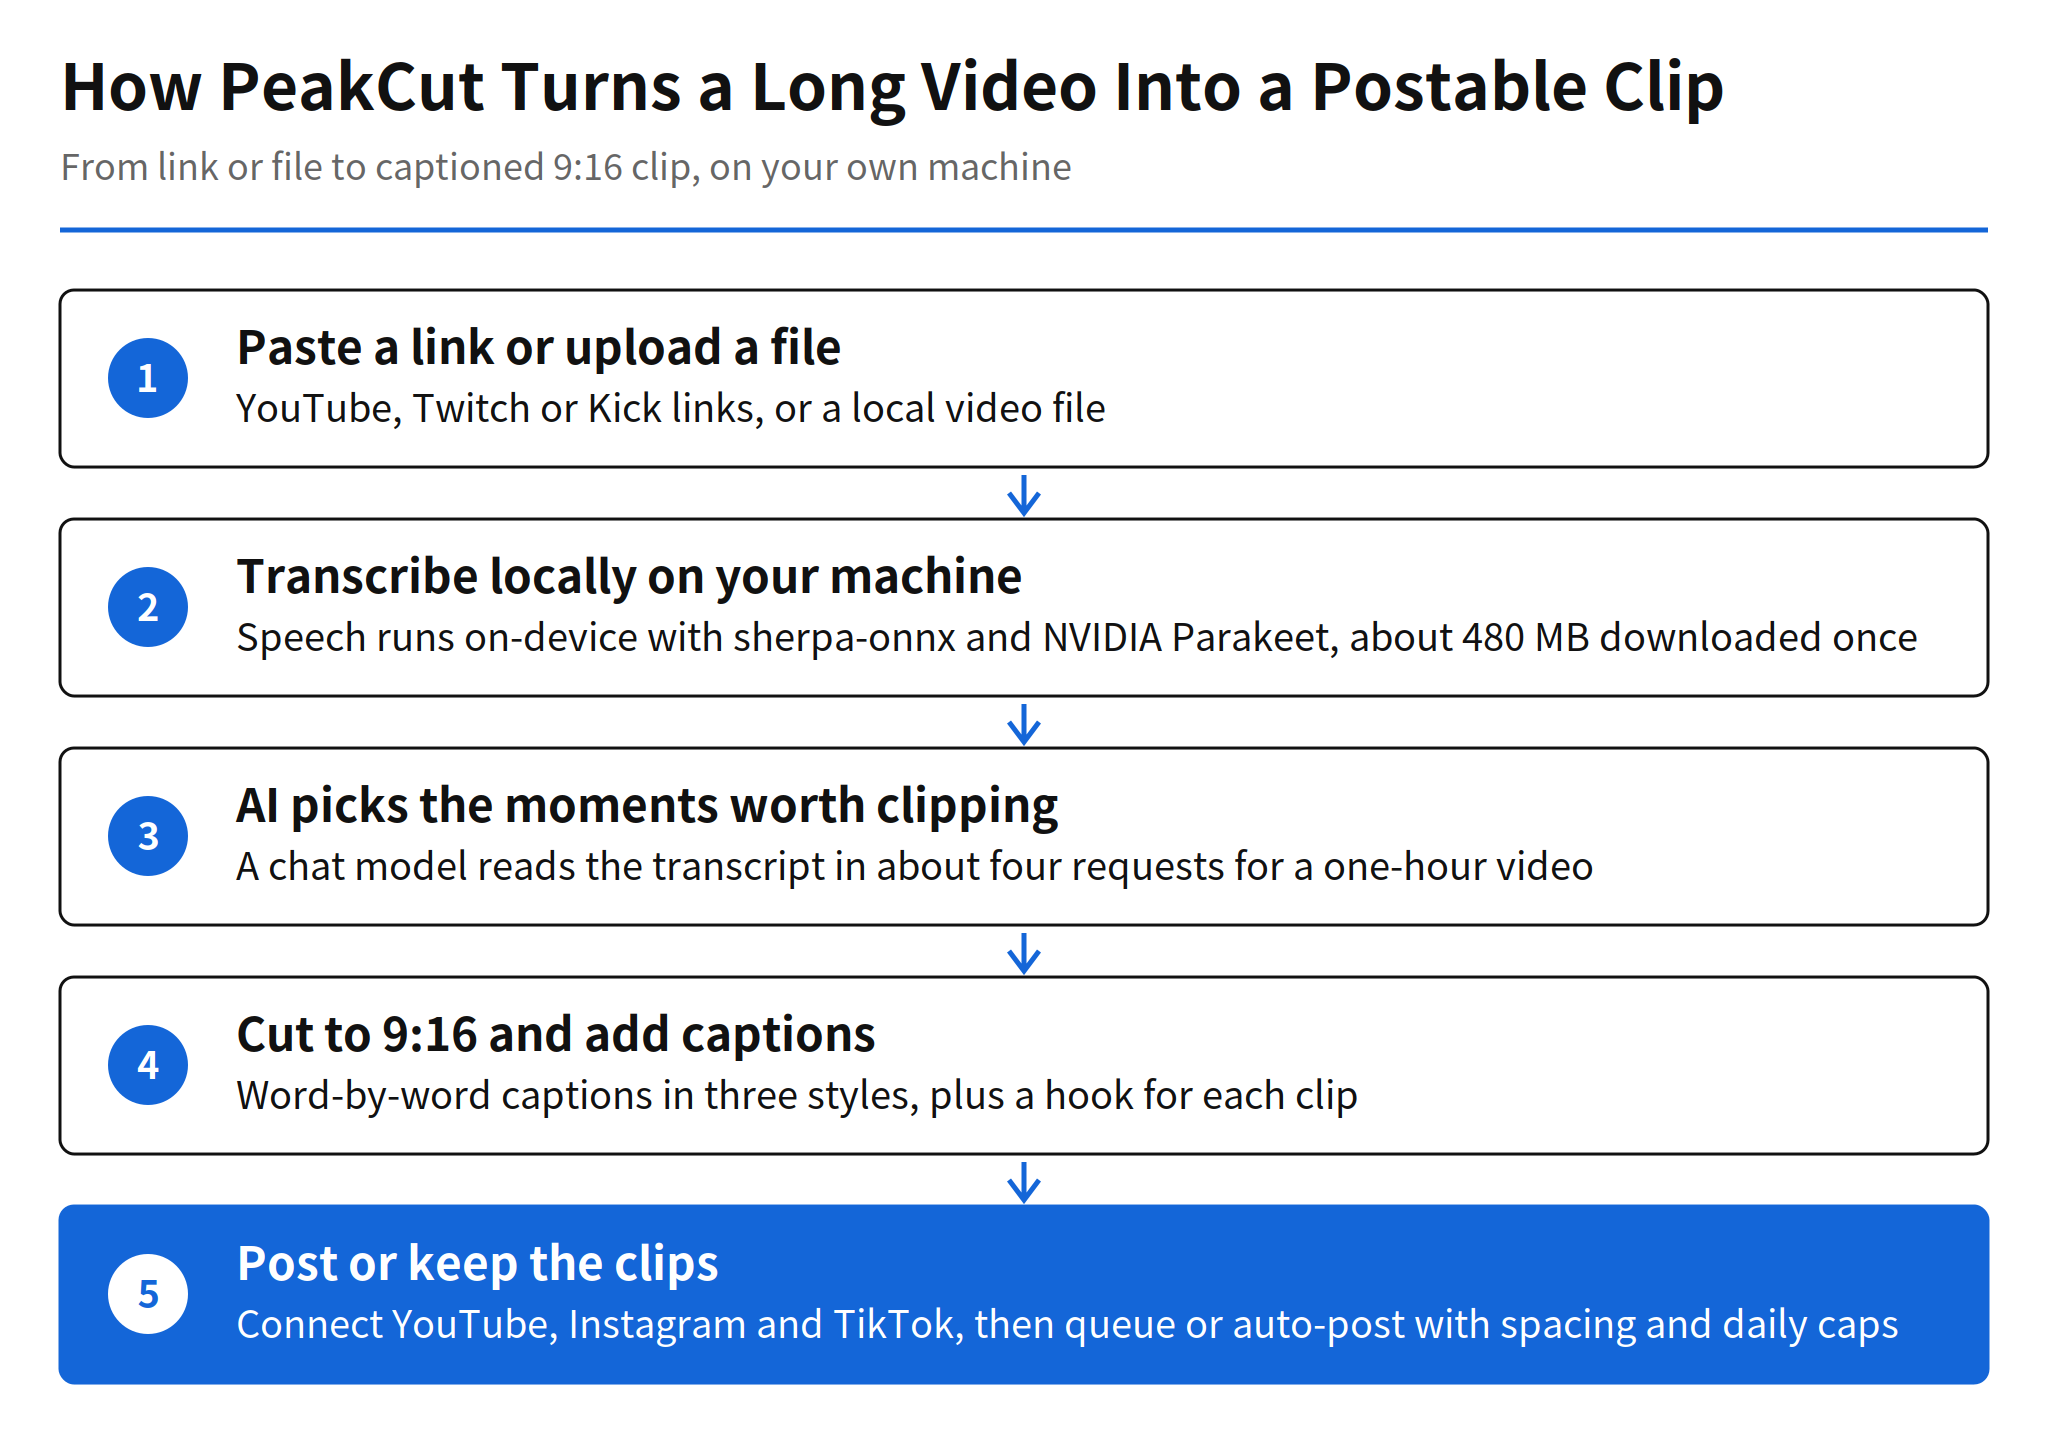 How PeakCut Turns a Long Video Into a Postable Clip
From link or file to captioned 9:16 clip, on your own machine
1
Paste a link or upload a file
YouTube, Twitch or Kick links, or a local video file
2
Transcribe locally on your machine
Speech runs on-device with sherpa-onnx and NVIDIA Parakeet, about 480 MB downloaded once
3
AI picks the moments worth clipping
A chat model reads the transcript in about four requests for a one-hour video
4
Cut to 9:16 and add captions
Word-by-word captions in three styles, plus a hook for each clip
5
Post or keep the clips
Connect YouTube, Instagram and TikTok, then queue or auto-post with spacing and daily caps